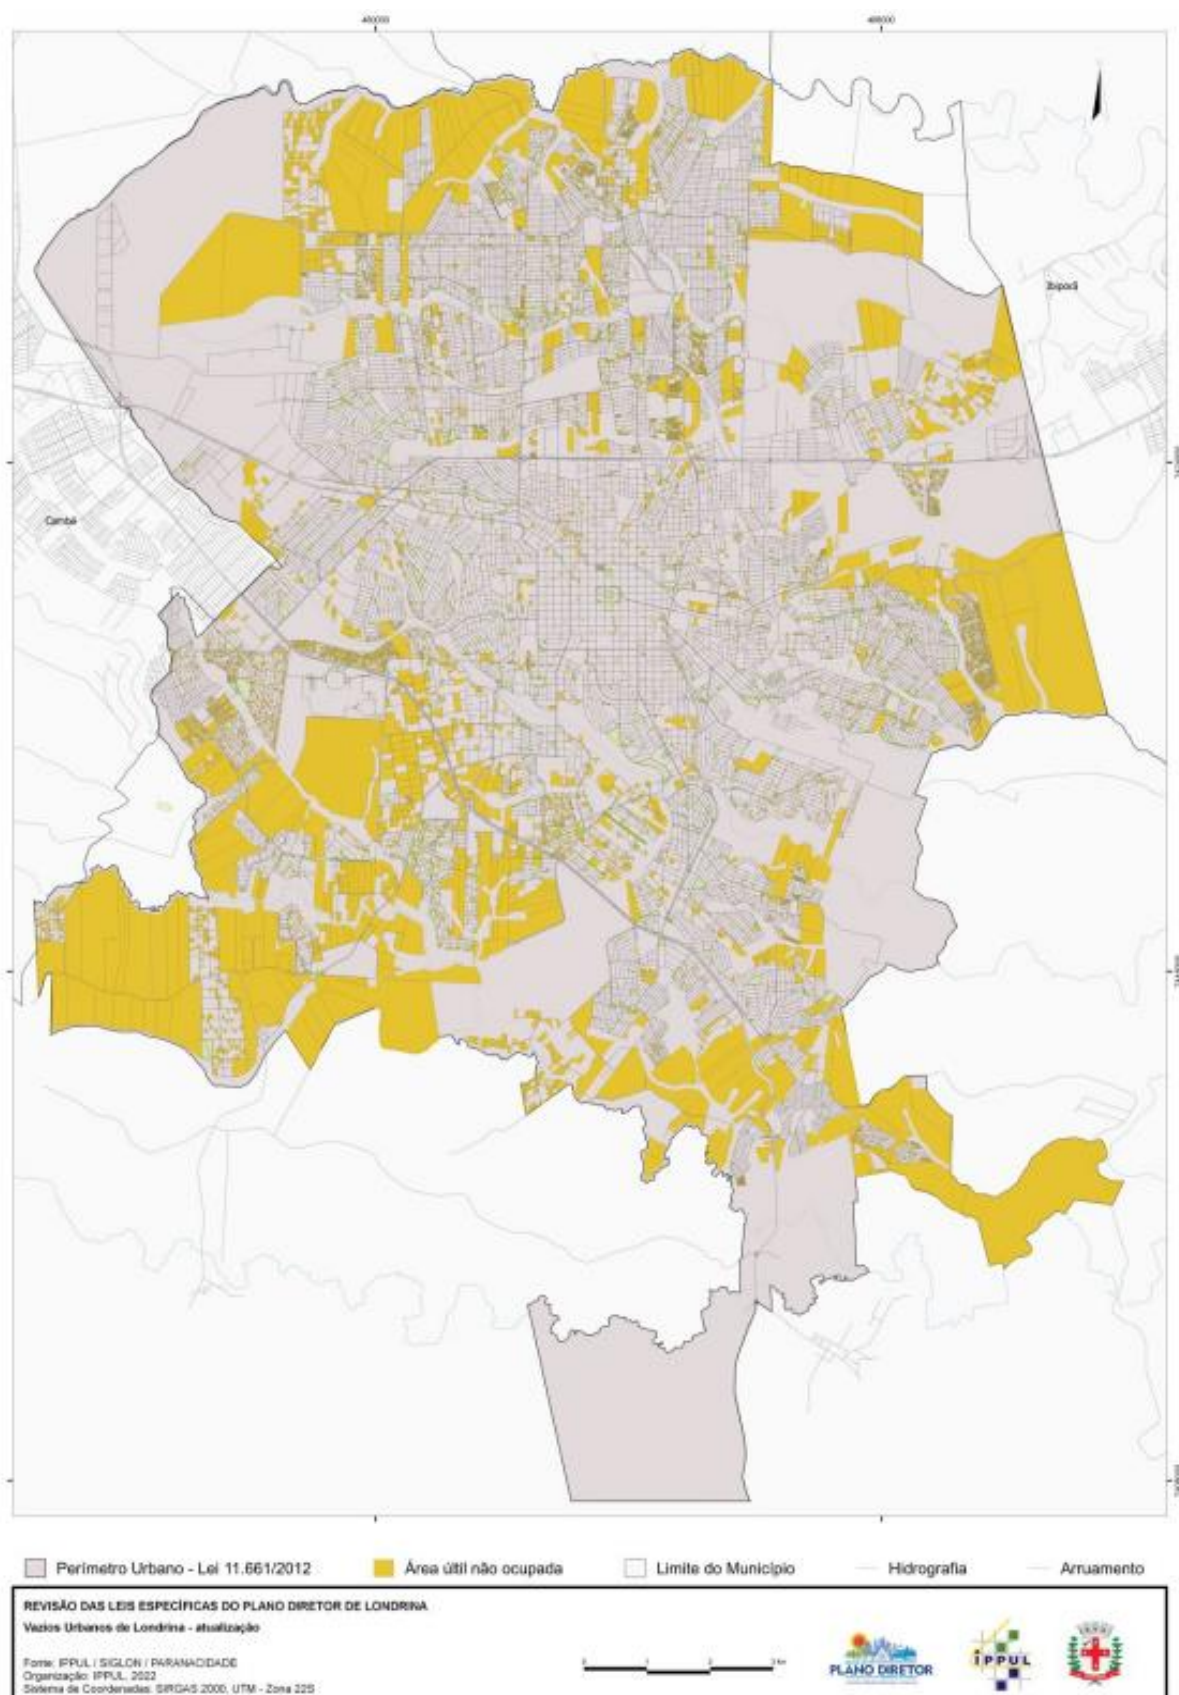 Ibiporã
Cambé
Perímetro Urbano - Lei 11.661/2012
Área útil não ocupada
Limite do Município
Hidrografia
Arruamento
REVISÃO DAS LEIS ESPECÍFICAS DO PLANO DIRETOR DE LONDRINA
Vazios Urbanos de Londrina - atualização
Fonte: IPPUL / SIGLON / PARANACIDADE
Organização: IPPUL, 2022
Sistema de Coordenadas: SIRGAS 2000, UTM - Zona 22S
PLANO DIRETOR
IPPUL